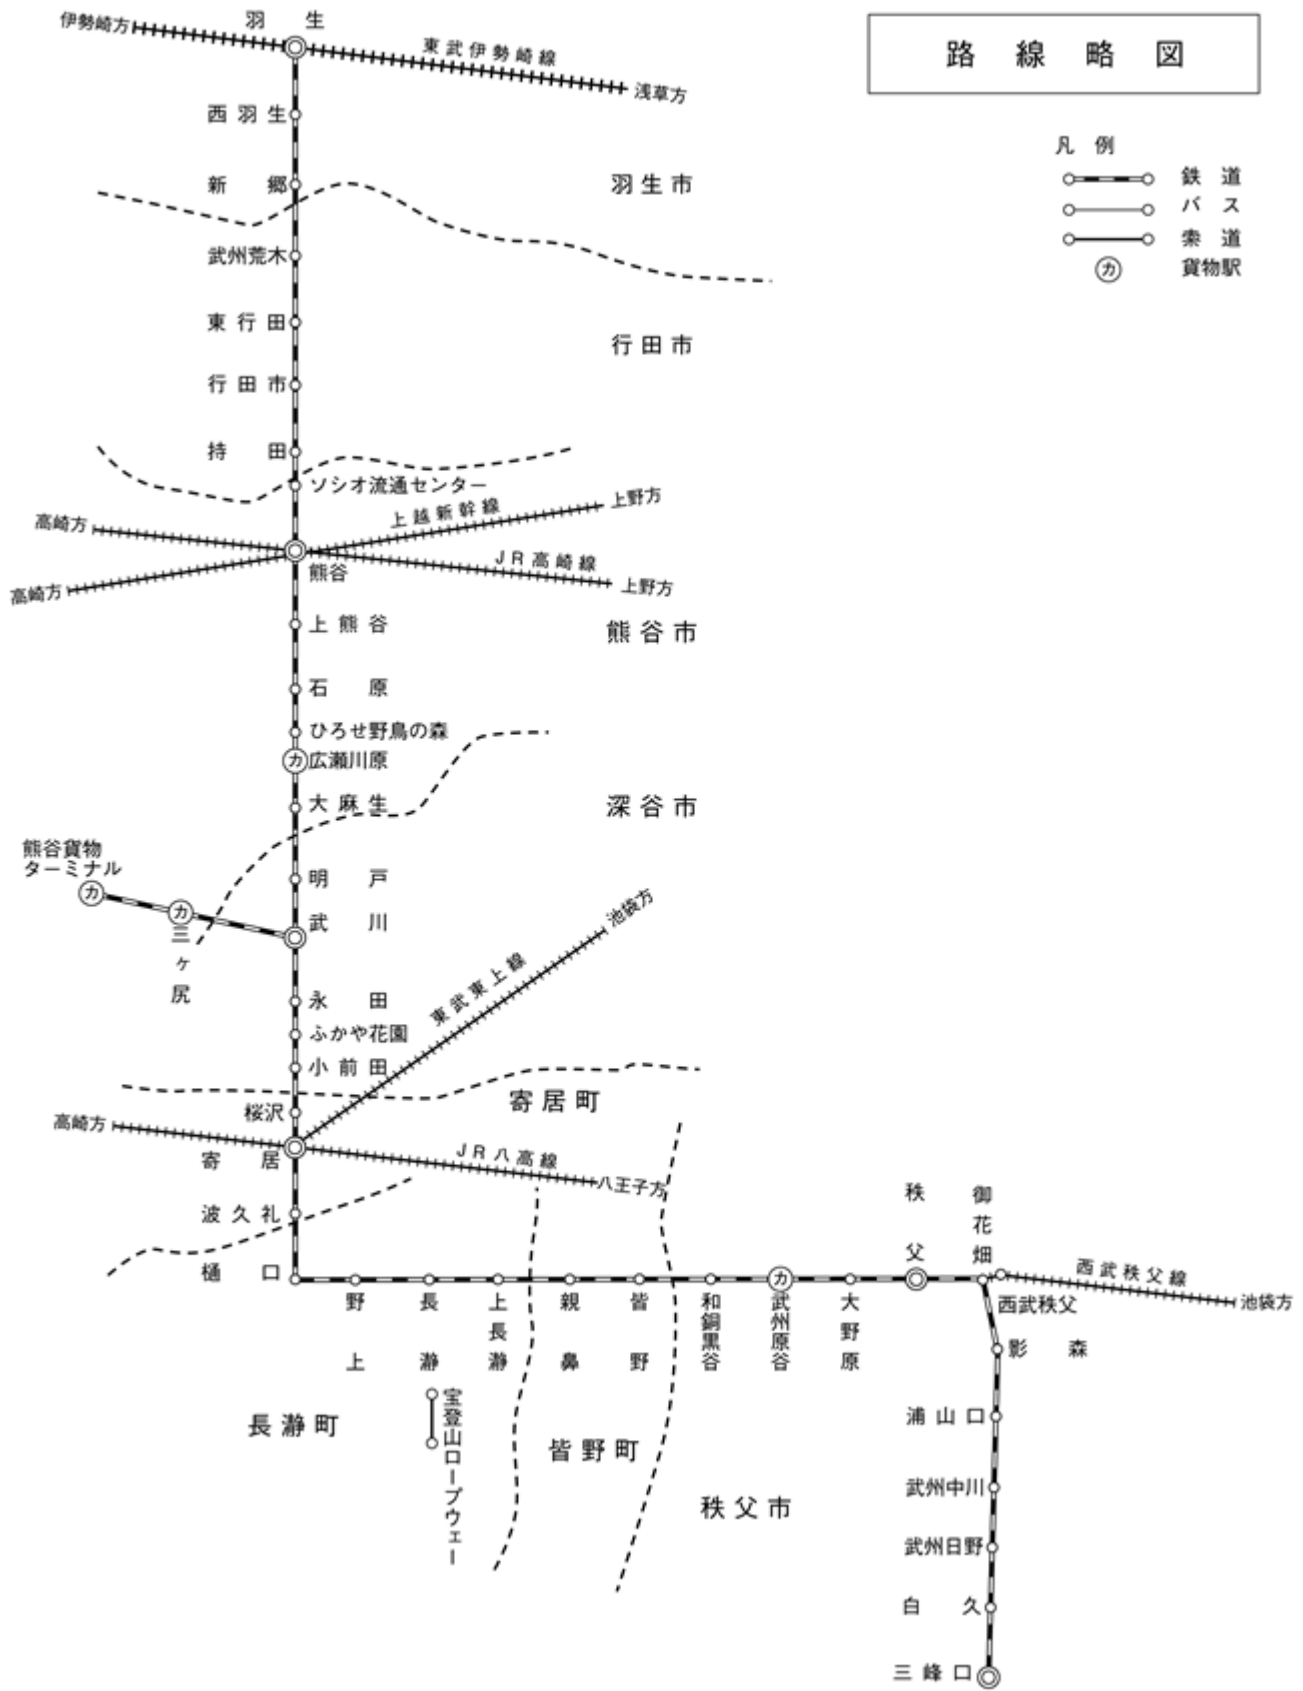 路線略図
凡例
鉄道
バス
索道
カ 貨物駅
伊勢崎方
羽生
東武伊勢崎線
浅草方
西羽生
新郷
羽生市
武州荒木
東行田
行田市
行田市
持田
ソシオ流通センター
高崎方
上越新幹線
上野方
高崎方
熊谷
JR高崎線
上野方
上熊谷
熊谷市
石原
ひろせ野鳥の森
カ 広瀬川原
大麻生
深谷市
熊谷貨物
ターミナル
カ
カ
三ヶ尻
明戸
武川
池袋方
東武東上線
永田
ふかや花園
小前田
寄居町
桜沢
高崎方
寄居
JR八高線
八王子方
波久礼
樋口
野上
長瀞
上長瀞
親鼻
皆野
和銅黒谷
カ
武州原谷
大野原
秩父
御花畑
西武秩父線
池袋方
西武秩父
影森
宝登山ロープウェー
長瀞町
皆野町
秩父市
浦山口
武州中川
武州日野
白久
三峰口